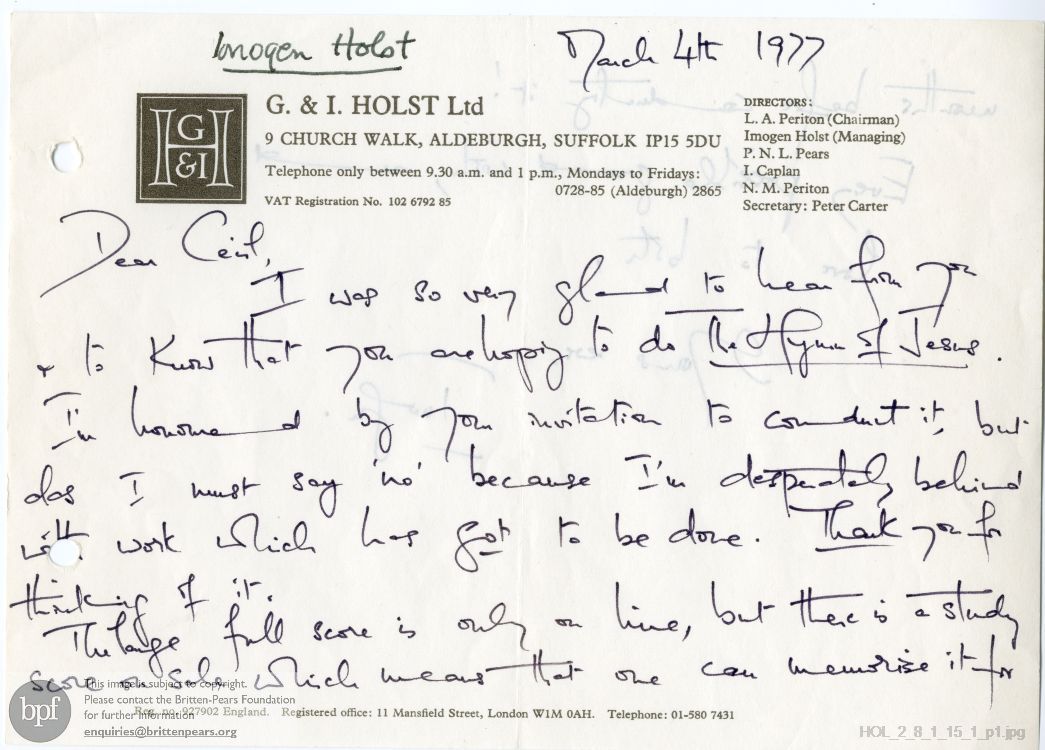 Imogen Holst
March 4th 1977
G & I
G. & I. HOLST Ltd
9 CHURCH WALK, ALDEBURGH, SUFFOLK IP15 5DU
Telephone only between 9.30 a.m. and 1 p.m., Mondays to Fridays:
0728-85 (Aldeburgh) 2865
VAT Registration No. 102 6792 85
DIRECTORS:
L. A. Periton (Chairman)
Imogen Holst (Managing)
P. N. L. Pears
I. Caplan
N. M. Periton
Secretary: Peter Carter
Dear Cecil,
I was so very glad to hear from you
& to know that you are hoping to do The Hymn of Jesus.
I'm honoured by your invitation to conduct it, but
alas I must say 'no' because I'm desperately behind
with work which has got to be done. Thank you for
thinking of it.
The large full score is only on hire, but there is a study
score on sale which means that one can memorise it for
This image is subject to copyright.
Please contact the Britten-Pears Foundation
for further information
enquiries@brittenpears.org
bpf
Reg. no. 927902 England. Registered office: 11 Mansfield Street, London W1M 0AH. Telephone: 01-580 7431
HOL_2_8_1_15_1_p1.jpg